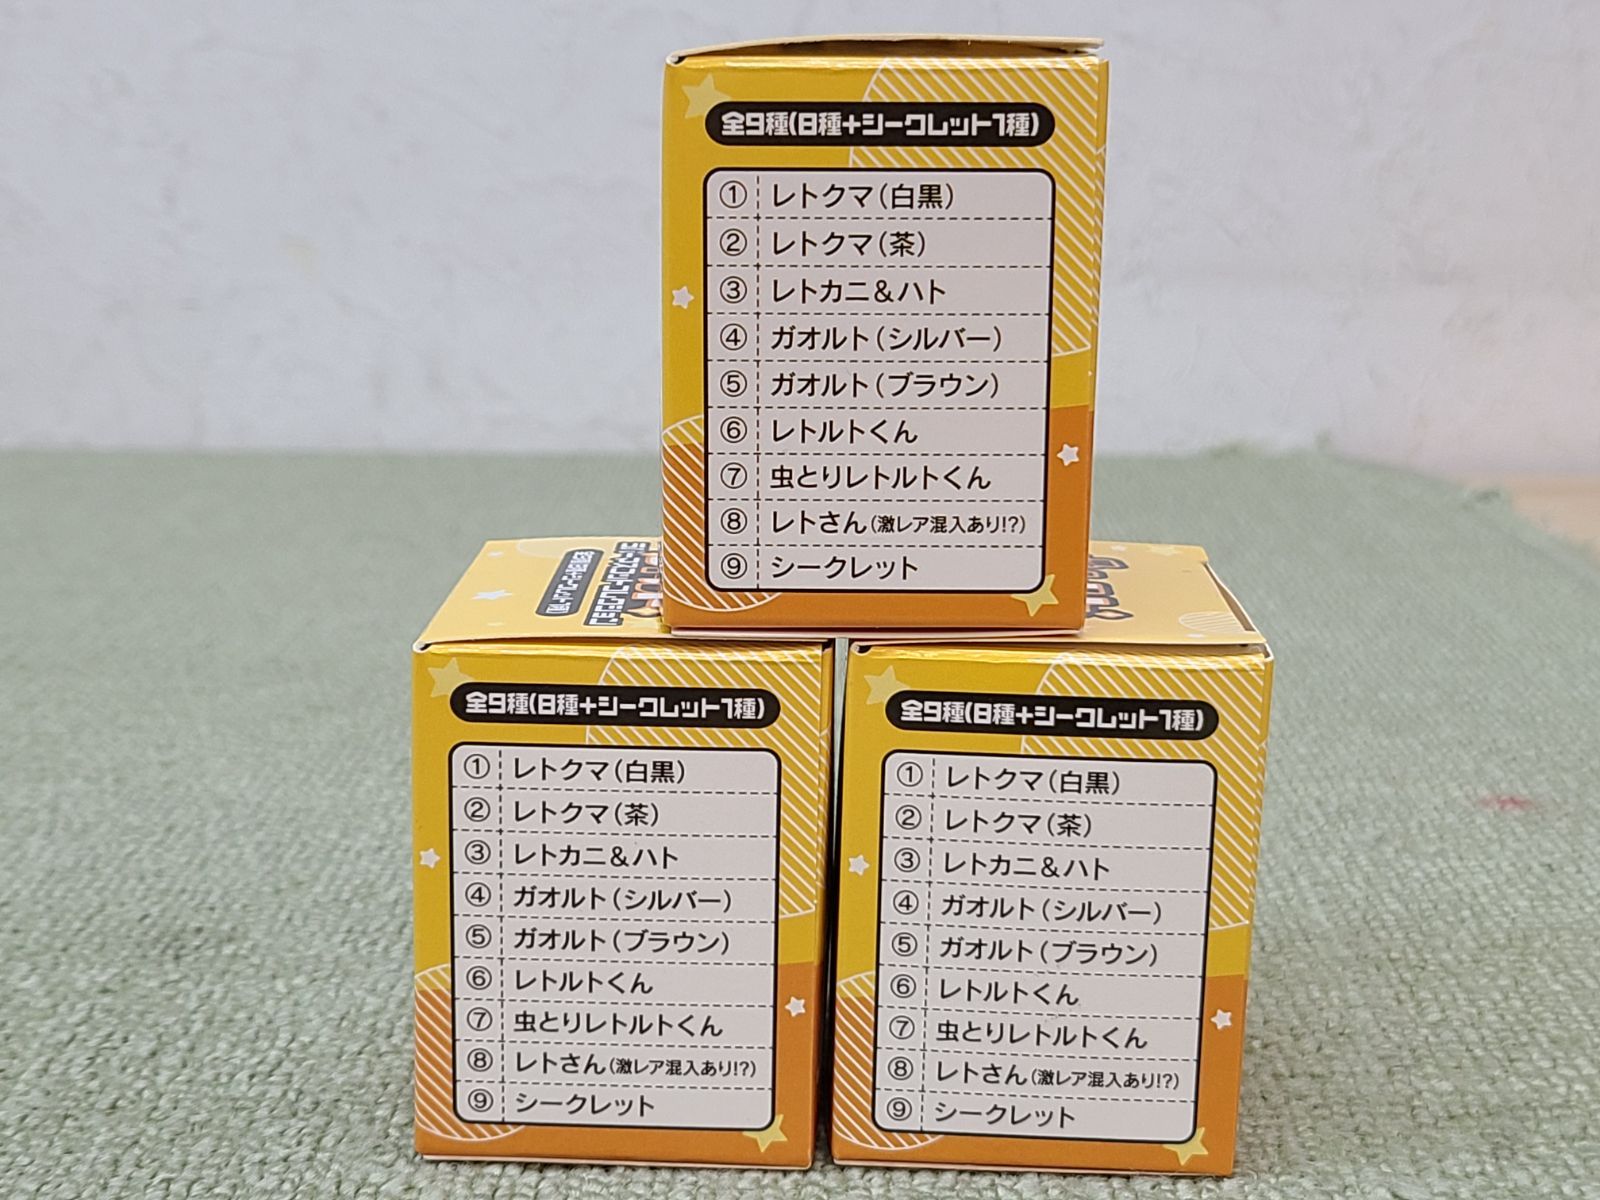 全9種(8種+シークレット1種)
① レトクマ(白黒)
② レトクマ(茶)
③ レトカニ&ハト
④ ガオルト(シルバー)
⑤ ガオルト(ブラウン)
⑥ レトルトくん
⑦ 虫とりレトルトくん
⑧ レトさん(激レア混入あり!?)
⑨ シークレット
全9種(8種+シークレット1種)
① レトクマ(白黒)
② レトクマ(茶)
③ レトカニ&ハト
④ ガオルト(シルバー)
⑤ ガオルト(ブラウン)
⑥ レトルトくん
⑦ 虫とりレトルトくん
⑧ レトさん(激レア混入あり!?)
⑨ シークレット
全9種(8種+シークレット1種)
① レトクマ(白黒)
② レトクマ(茶)
③ レトカニ&ハト
④ ガオルト(シルバー)
⑤ ガオルト(ブラウン)
⑥ レトルトくん
⑦ 虫とりレトルトくん
⑧ レトさん(激レア混入あり!?)
⑨ シークレット